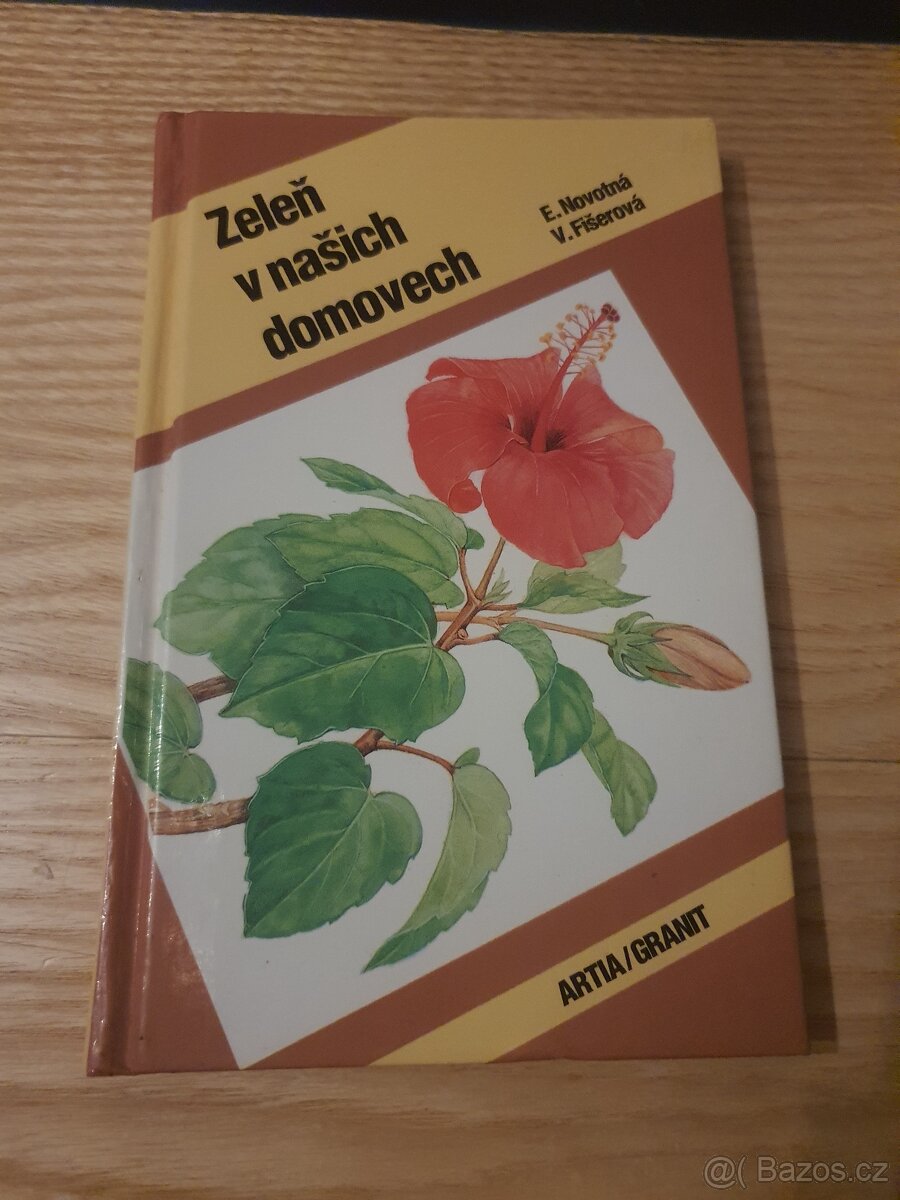 Zeleň
v našich
domovech
E. Novotná
V. Fišerová
ARTIA/GRANIT
@( Bazos.cz